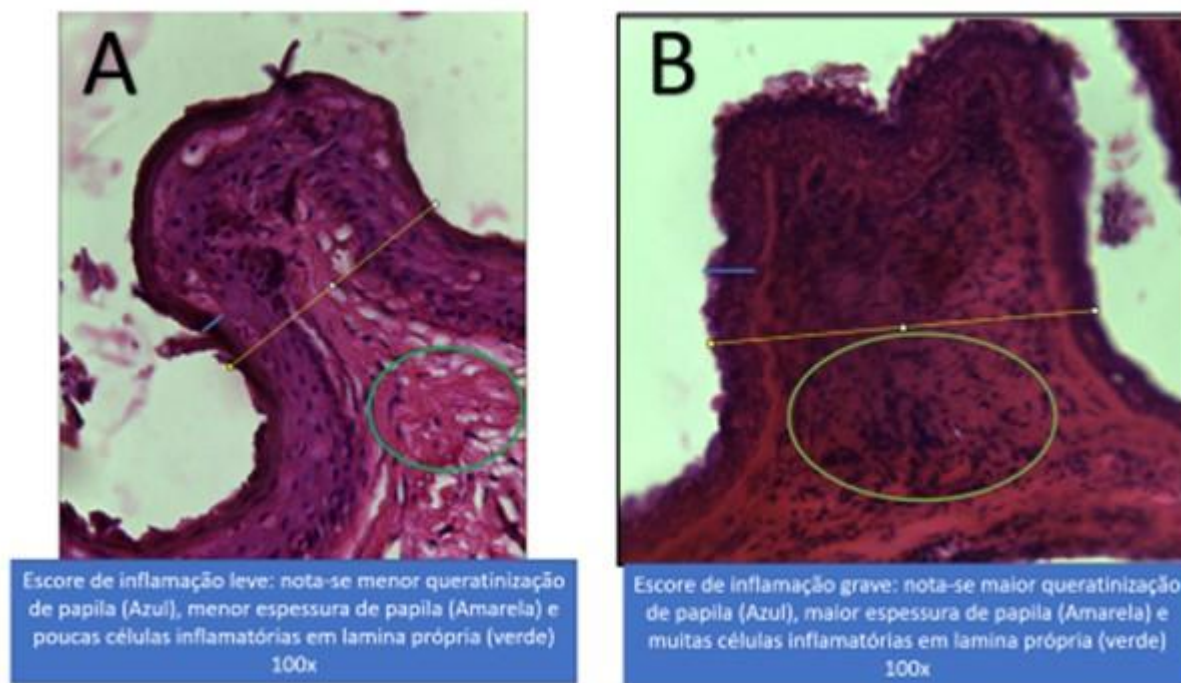 A
B
Escore de inflamação leve: nota-se menor queratinização
de papila (Azul), menor espessura de papila (Amarela) e
poucas células inflamatórias em lamina própria (verde)
100x
Escore de inflamação grave: nota-se maior queratinização
de papila (Azul), maior espessura de papila (Amarela) e
muitas células inflamatórias em lamina própria (verde)
100x